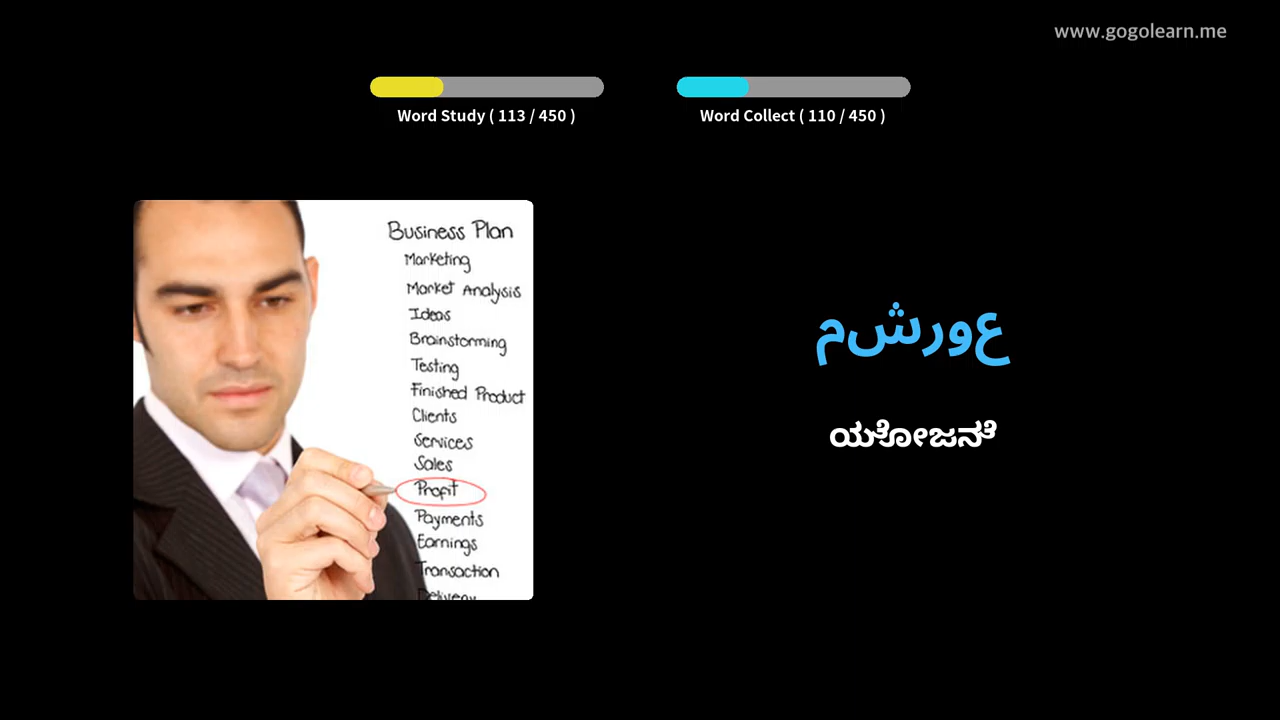 www.gogolearn.me
Word Study ( 113 / 450 )
Word Collect ( 110 / 450 )
Business Plan
Marketing
Market Analysis
Ideas
Brainstorming
Testing
Finished Product
Clients
Services
Sales
Profit
Payments
Earnings
Transaction
Delivery
مشروع
ಯೋಜನೆ